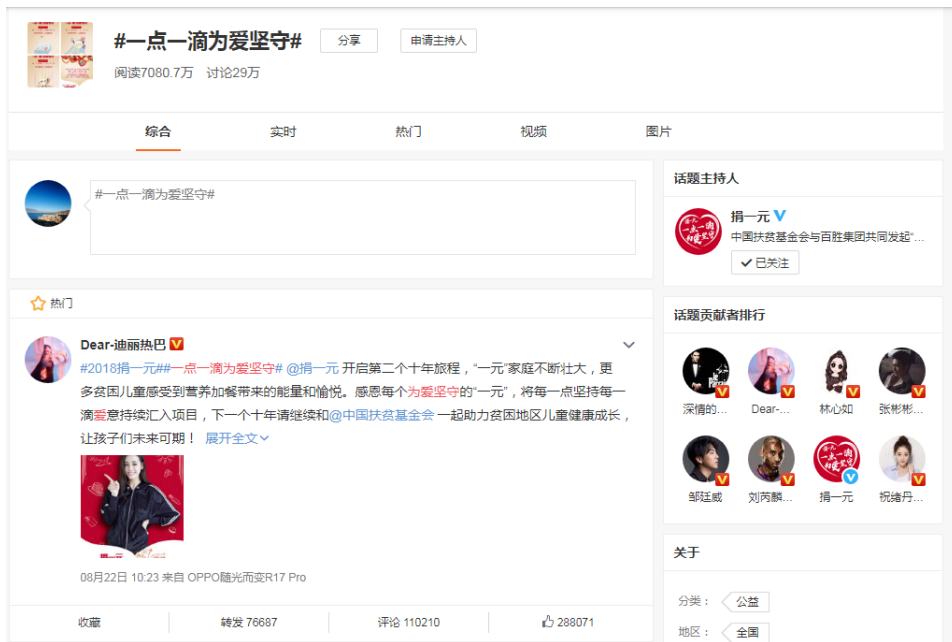 #一点一滴为爱坚守#
分享
申请主持人
阅读7080.7万 讨论29万
综合
实时
热门
视频
图片
#一点一滴为爱坚守#
热门
Dear-迪丽热巴
#2018捐一元##一点一滴为爱坚守# @捐一元 开启第二个十年旅程，“一元”家庭不断壮大，更
多贫困儿童感受到营养加餐带来的能量和愉悦。感恩每个为爱坚守的“一元”，将每一点坚持每一
滴爱意持续汇入项目，下一个十年请继续和@中国扶贫基金会 一起助力贫困地区儿童健康成长，
让孩子们未来可期！ 展开全文
08月22日 10:23 来自 OPPO随光而变R17 Pro
收藏
转发 76687
评论 110210
288071
话题主持人
捐一元
中国扶贫基金会与百胜集团共同发起“...
已关注
话题贡献者排行
深情的...
Dear-...
林心如
张彬彬...
邹廷威
刘芮麟...
捐一元
祝绪丹...
关于
分类：
公益
地区：
全国